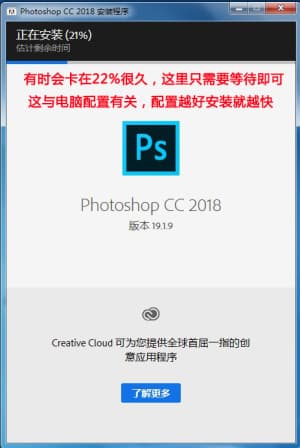 Photoshop CC 2018 安装程序
正在安装 (21%)
估计剩余时间
有时会卡在22%很久，这里只需要等待即可
这与电脑配置有关，配置越好安装就越快
Ps
Photoshop CC 2018
版本 19.1.9
Creative Cloud 可为您提供全球首屈一指的创
意应用程序
了解更多